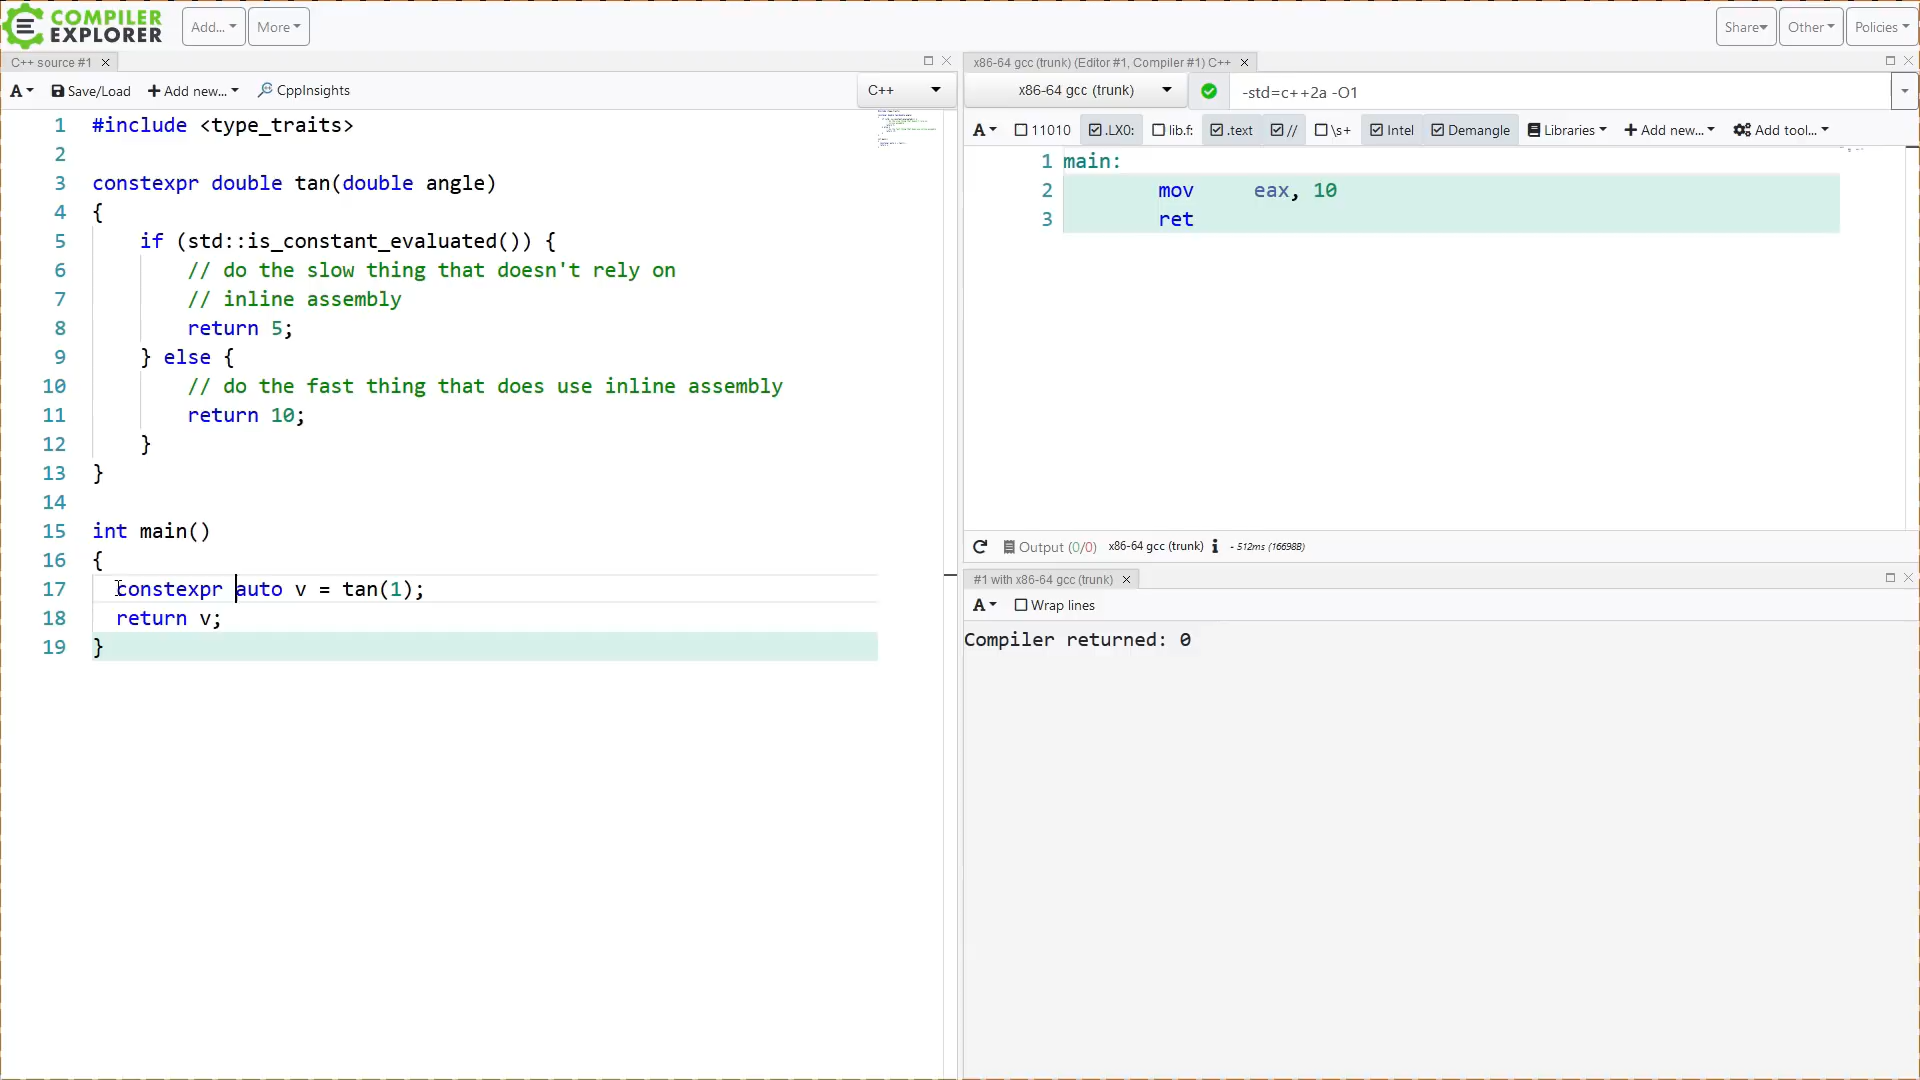 COMPILER
EXPLORER
Add...
More
Share
Other
Policies
C++ source #1
A
Save/Load
Add new...
CppInsights
C++
1 #include <type_traits>
2
3 constexpr double tan(double angle)
4 {
5 if (std::is_constant_evaluated()) {
6 // do the slow thing that doesn't rely on
7 // inline assembly
8 return 5;
9 } else {
10 // do the fast thing that does use inline assembly
11 return 10;
12 }
13 }
14
15 int main()
16 {
17 constexpr auto v = tan(1);
18 return v;
19 }
x86-64 gcc (trunk) (Editor #1, Compiler #1) C++
x86-64 gcc (trunk)
-std=c++2a -O1
A
11010
.LX0:
lib.f:
.text
//
\s+
Intel
Demangle
Libraries
Add new...
Add tool...
1 main:
2 mov eax, 10
3 ret
Output (0/0) x86-64 gcc (trunk) i - 512ms (16698B)
#1 with x86-64 gcc (trunk)
A
Wrap lines
Compiler returned: 0